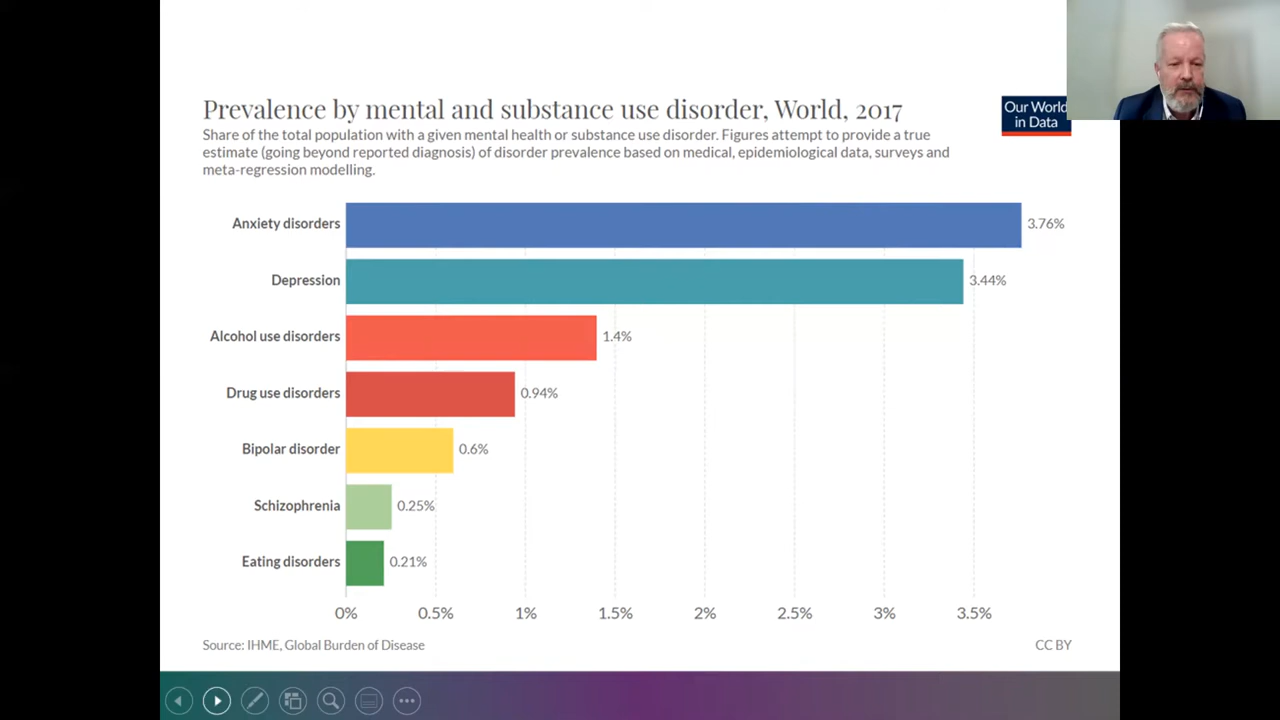 Prevalence by mental and substance use disorder, World, 2017
Our World
in Data
Share of the total population with a given mental health or substance use disorder. Figures attempt to provide a true
estimate (going beyond reported diagnosis) of disorder prevalence based on medical, epidemiological data, surveys and
meta-regression modelling.
Anxiety disorders 3.76%
Depression 3.44%
Alcohol use disorders 1.4%
Drug use disorders 0.94%
Bipolar disorder 0.6%
Schizophrenia 0.25%
Eating disorders 0.21%
0% 0.5% 1% 1.5% 2% 2.5% 3% 3.5%
Source: IHME, Global Burden of Disease CC BY